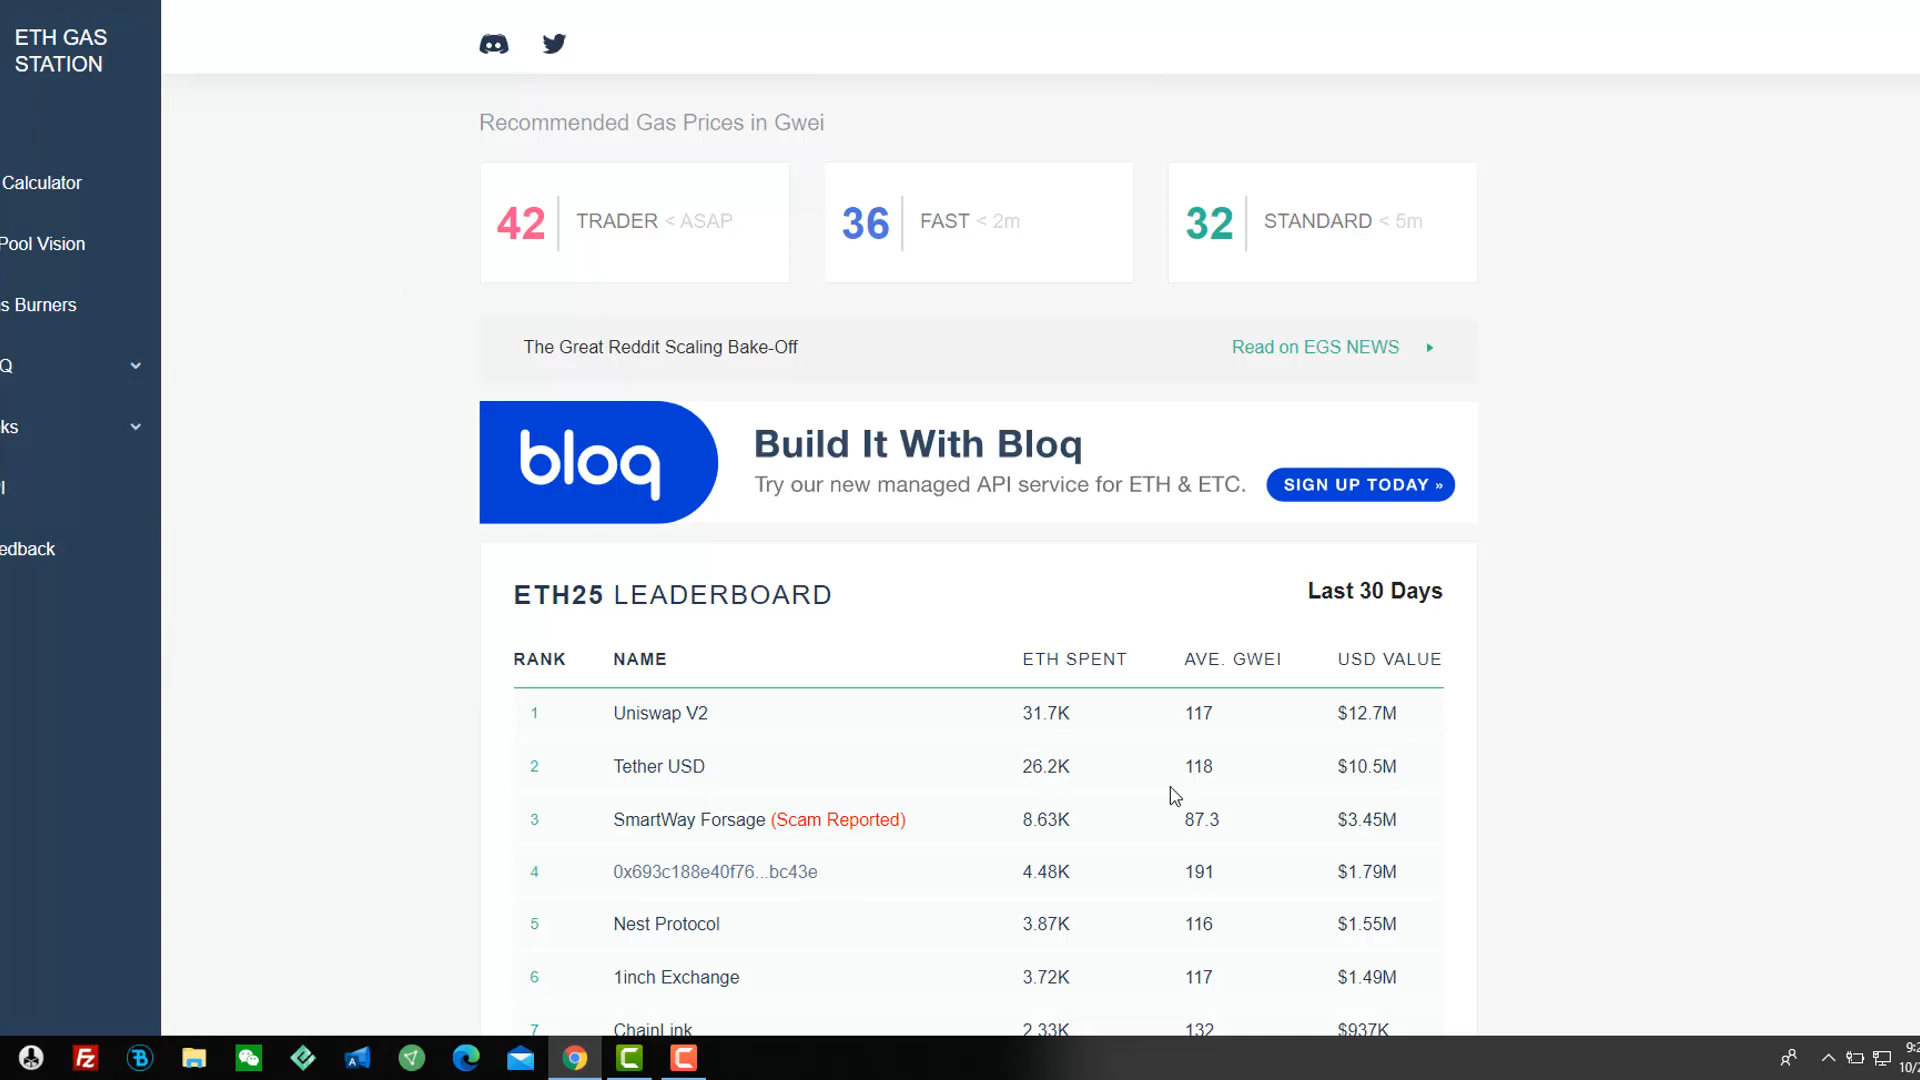 ETH GAS
STATION
Calculator
Pool Vision
s Burners
Q
ks
I
edback
Recommended Gas Prices in Gwei
42 TRADER < ASAP
36 FAST < 2m
32 STANDARD < 5m
The Great Reddit Scaling Bake-Off Read on EGS NEWS
bloq
Build It With Bloq
Try our new managed API service for ETH & ETC. SIGN UP TODAY »
ETH25 LEADERBOARD Last 30 Days
RANK NAME ETH SPENT AVE. GWEI USD VALUE
1 Uniswap V2 31.7K 117 $12.7M
2 Tether USD 26.2K 118 $10.5M
3 SmartWay Forsage (Scam Reported) 8.63K 87.3 $3.45M
4 0x693c188e40f76...bc43e 4.48K 191 $1.79M
5 Nest Protocol 3.87K 116 $1.55M
6 1inch Exchange 3.72K 117 $1.49M
7 ChainLink 2.33K 132 $937K
9:2
10/2